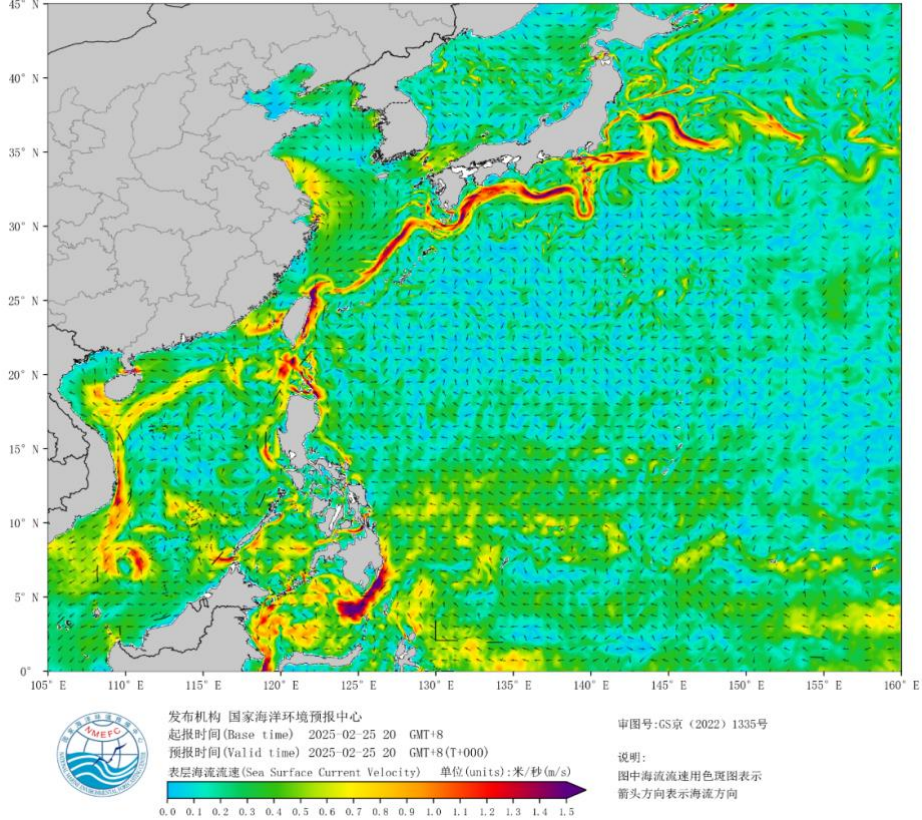 45° N
40° N
35° N
30° N
25° N
20° N
15° N
10° N
5° N
0°
105° E 110° E 115° E 120° E 125° E 130° E 135° E 140° E 145° E 150° E 155° E 160° E
发布机构 国家海洋环境预报中心
起报时间(Base time) 2025-02-25 20 GMT+8
预报时间(Valid time) 2025-02-25 20 GMT+8(T+000)
表层海流流速(Sea Surface Current Velocity) 单位(units):米/秒(m/s)
0.0 0.1 0.2 0.3 0.4 0.5 0.6 0.7 0.8 0.9 1.0 1.1 1.2 1.3 1.4 1.5
NMEFC
审图号:GS京（2022）1335号
说明:
图中海流流速用色斑图表示
箭头方向表示海流方向